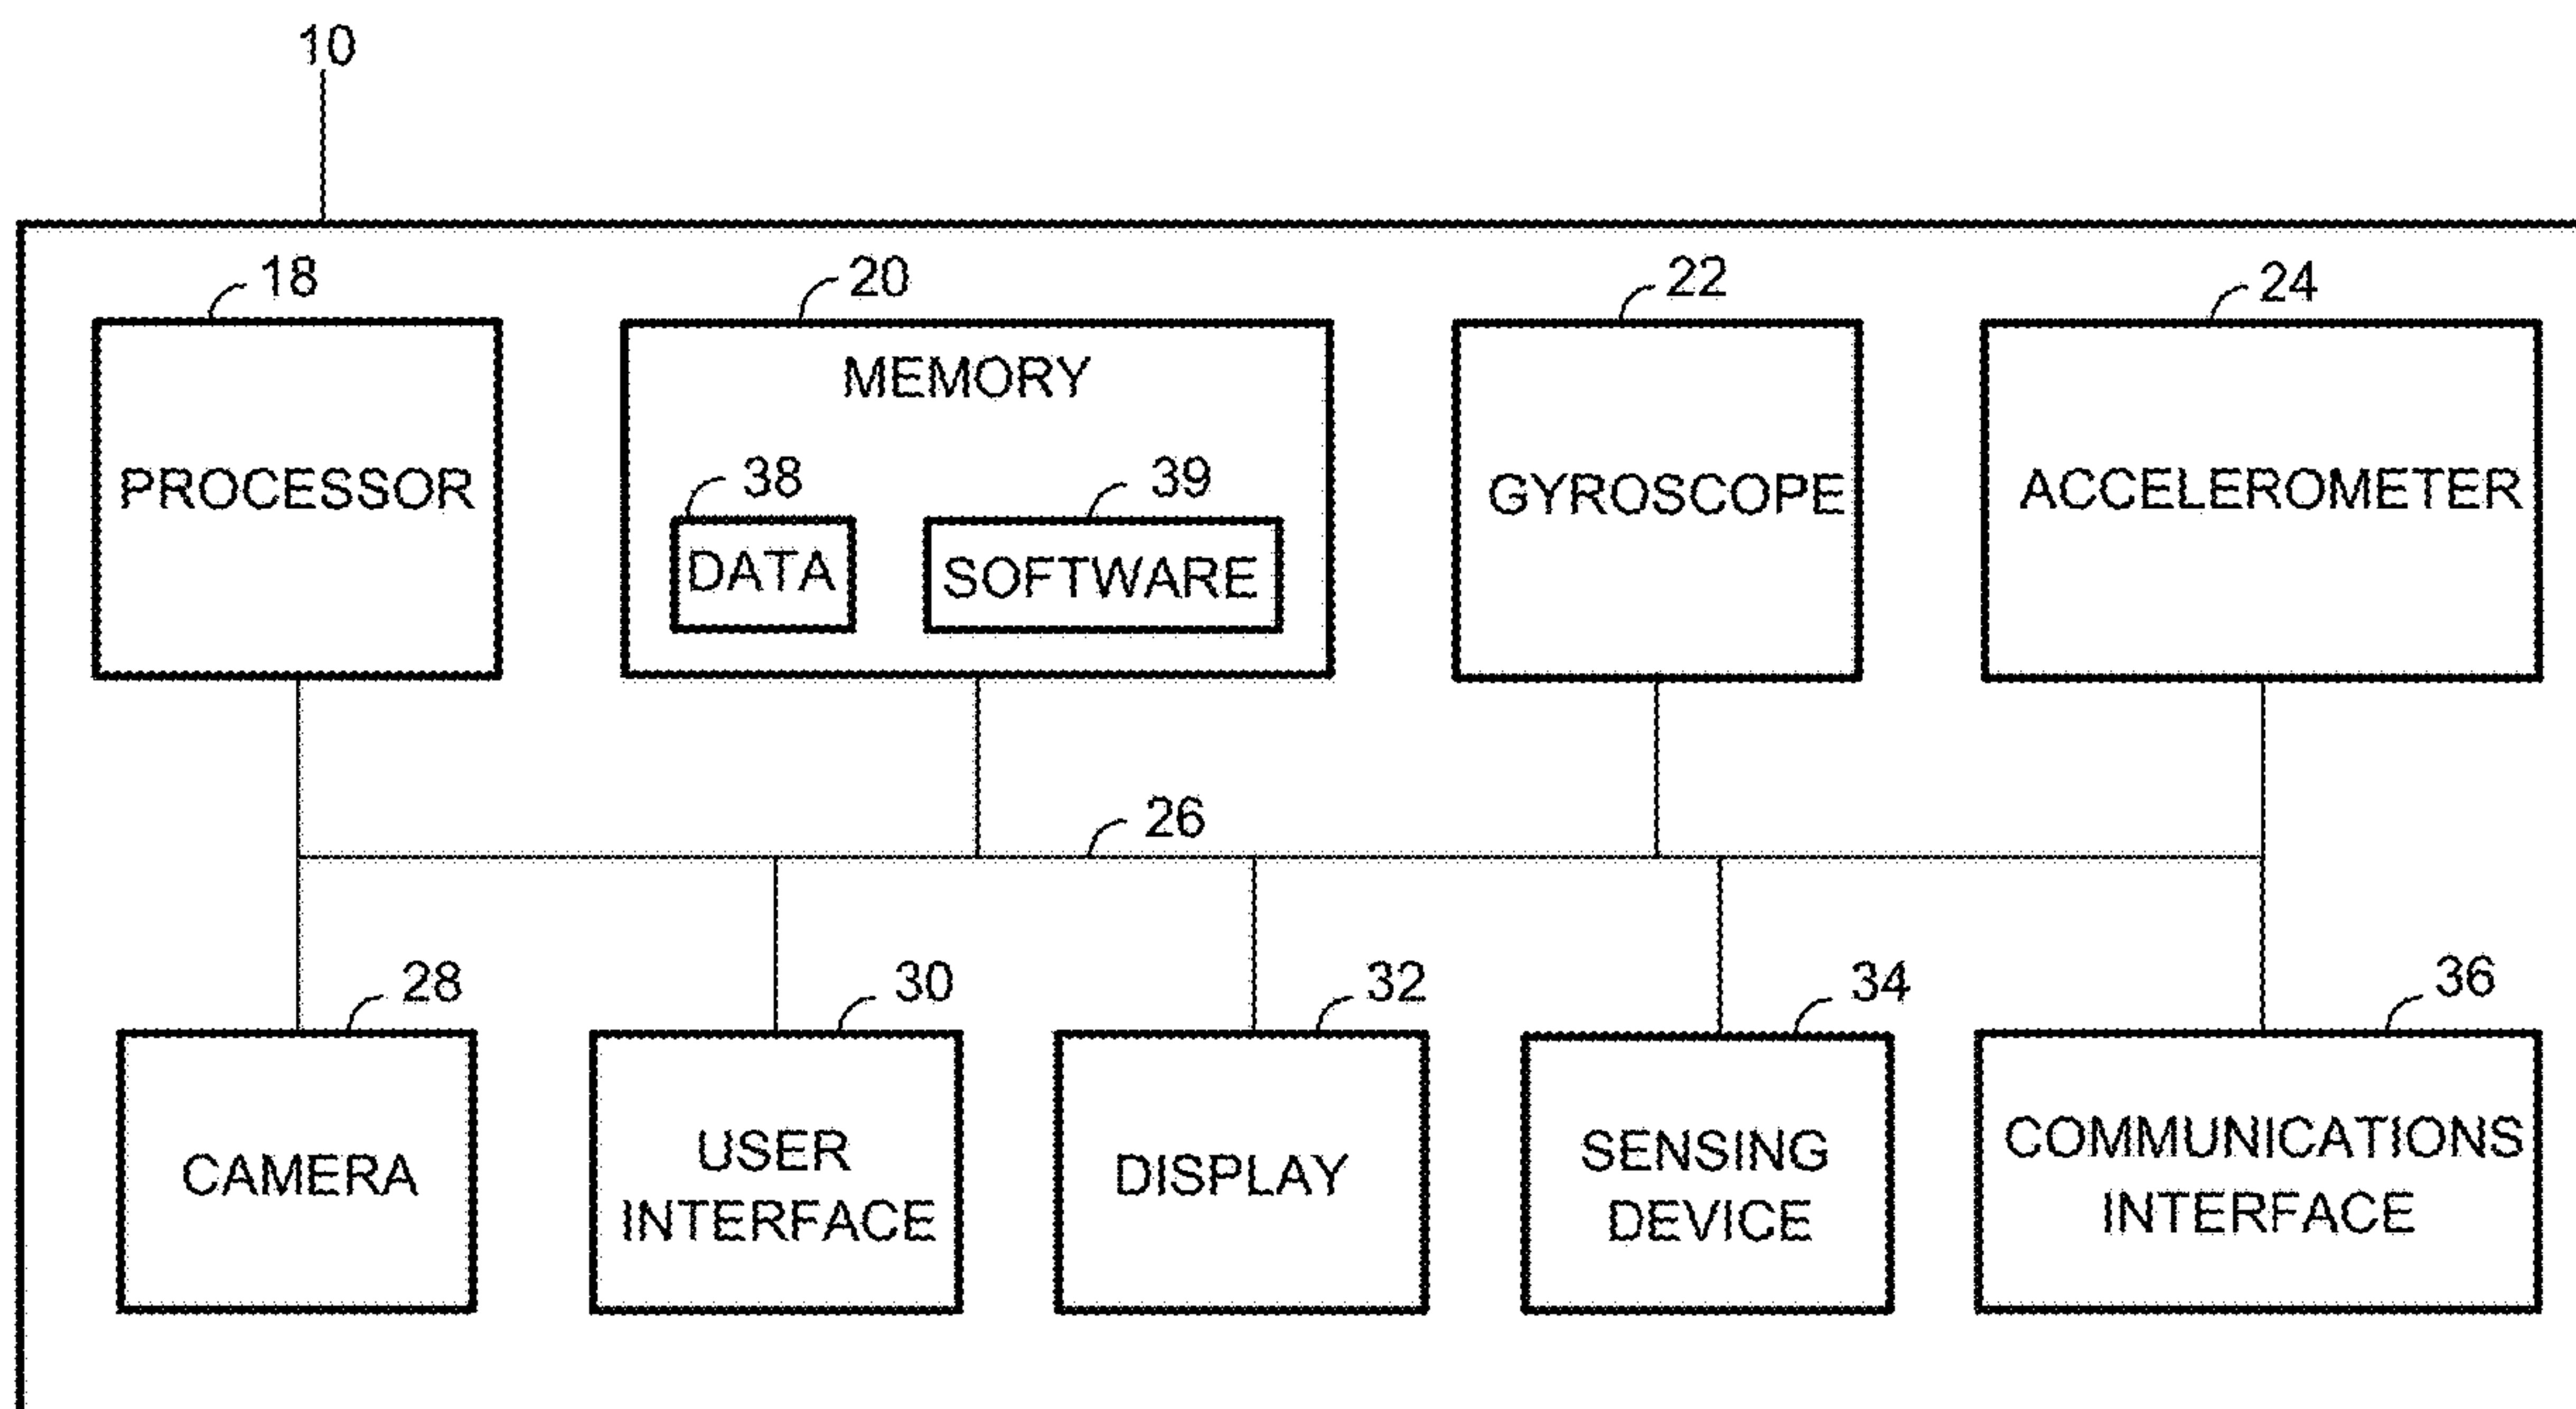 10
18
20
22
24
PROCESSOR
MEMORY
38
39
DATA
SOFTWARE
GYROSCOPE
ACCELEROMETER
26
28
30
32
34
36
CAMERA
USER
INTERFACE
DISPLAY
SENSING
DEVICE
COMMUNICATIONS
INTERFACE